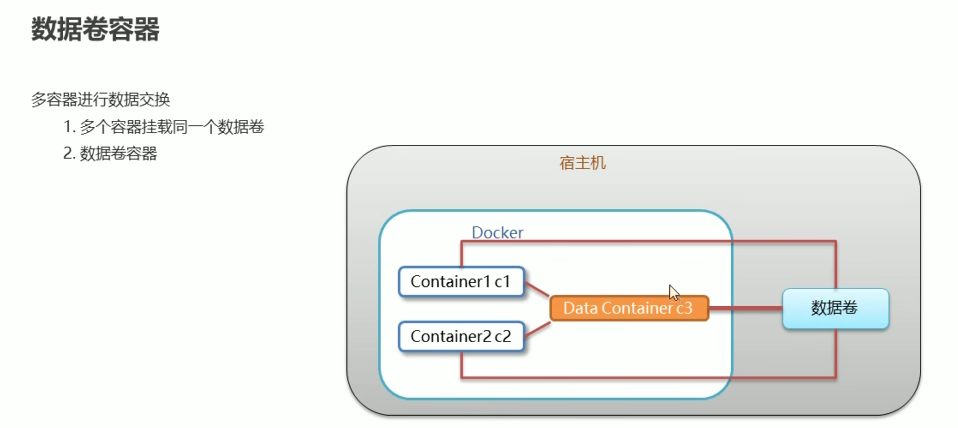 数据卷容器
多容器进行数据交换
1. 多个容器挂载同一个数据卷
2. 数据卷容器
宿主机
Docker
Container1 c1
Data Container c3
数据卷
Container2 c2